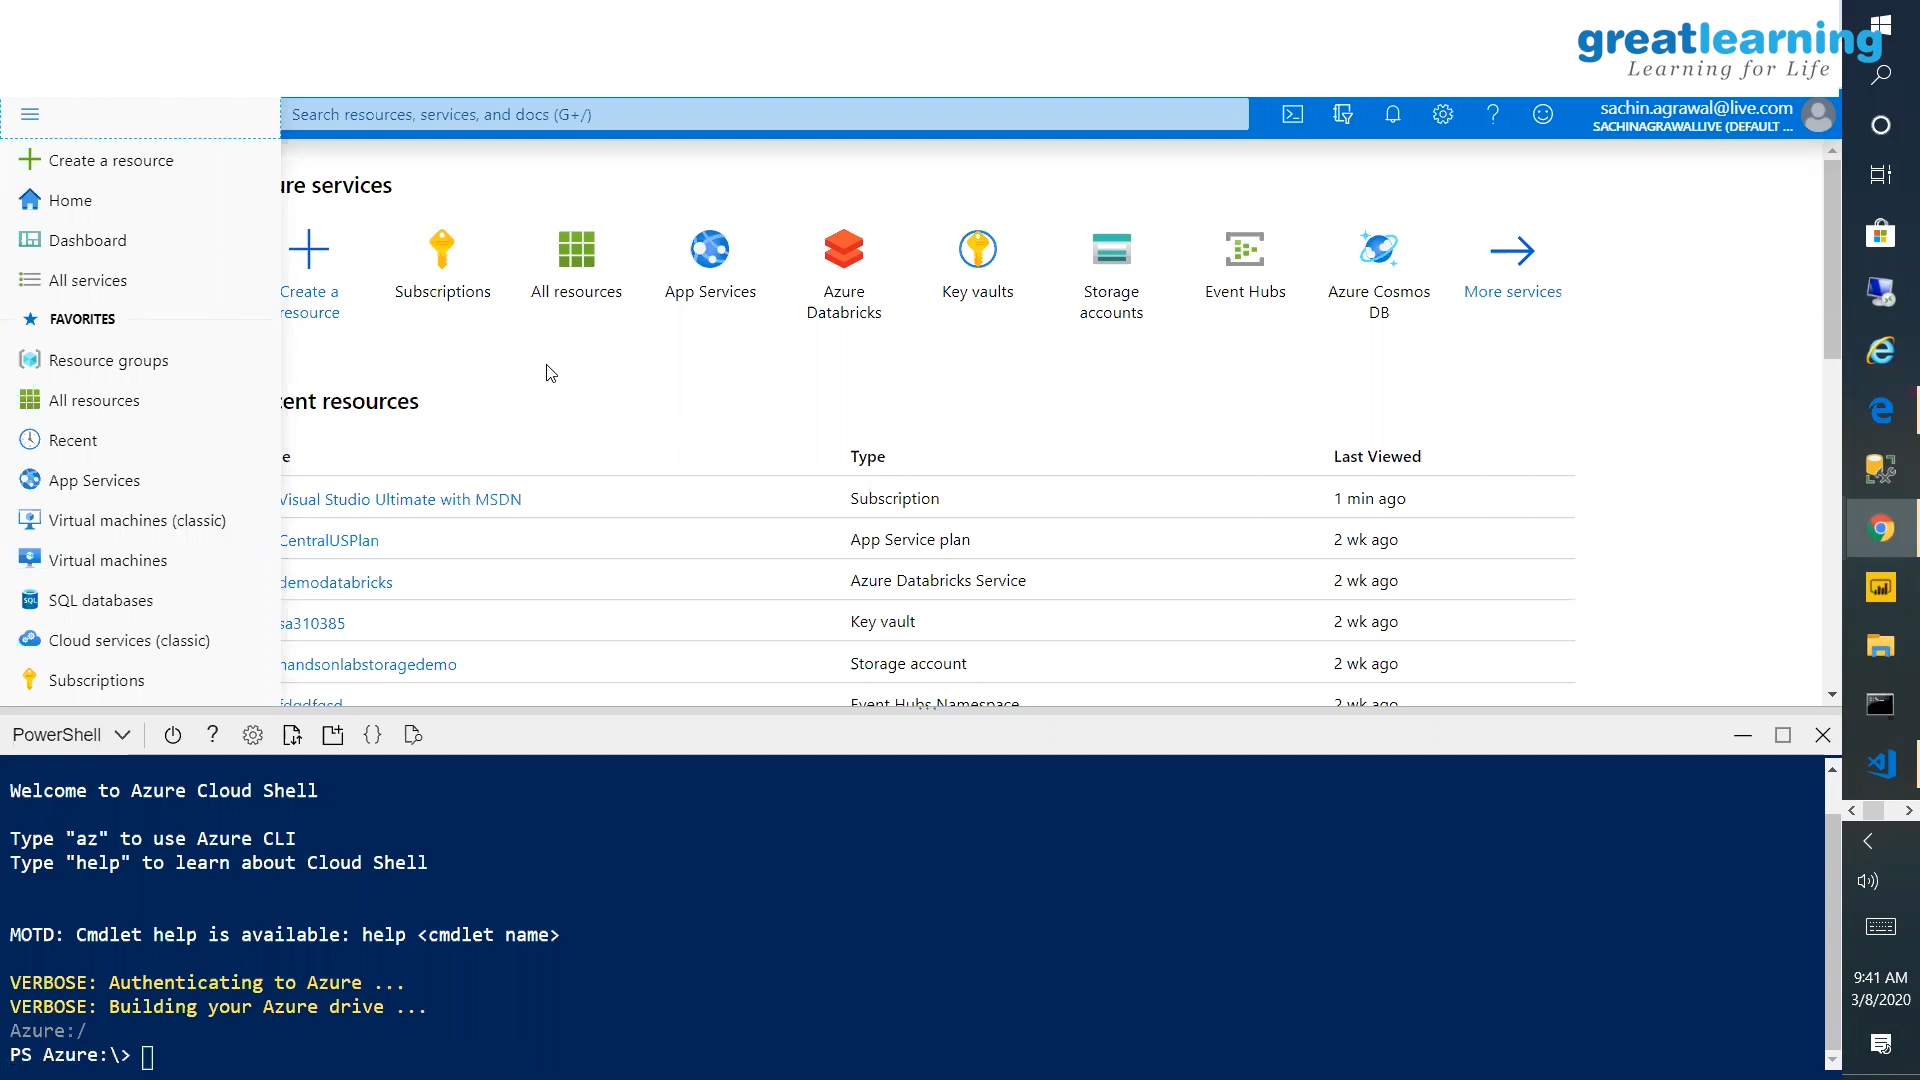 greatlearning
Learning for Life
Search resources, services, and docs (G+/)
sachin.agrawal@live.com
SACHINAGRAWALLIVE (DEFAULT ...
Create a resource
Home
Dashboard
All services
FAVORITES
Resource groups
All resources
Recent
App Services
Virtual machines (classic)
Virtual machines
SQL databases
Cloud services (classic)
Subscriptions
ure services
Create a
resource
Subscriptions
All resources
App Services
Azure
Databricks
Key vaults
Storage
accounts
Event Hubs
Azure Cosmos
DB
More services
cent resources
e Type Last Viewed
Visual Studio Ultimate with MSDN Subscription 1 min ago
CentralUSPlan App Service plan 2 wk ago
demodatabricks Azure Databricks Service 2 wk ago
sa310385 Key vault 2 wk ago
handsonlabstoragedemo Storage account 2 wk ago
Event Hubs Namespace 2 wk ago
PowerShell
Welcome to Azure Cloud Shell
Type "az" to use Azure CLI
Type "help" to learn about Cloud Shell
MOTD: Cmdlet help is available: help <cmdlet name>
VERBOSE: Authenticating to Azure ...
VERBOSE: Building your Azure drive ...
Azure:/
PS Azure:\>
9:41 AM
3/8/2020